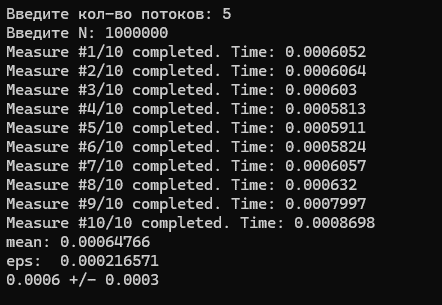 Введите кол-во потоков: 5
Введите N: 1000000
Measure #1/10 completed. Time: 0.0006052
Measure #2/10 completed. Time: 0.0006064
Measure #3/10 completed. Time: 0.000603
Measure #4/10 completed. Time: 0.0005813
Measure #5/10 completed. Time: 0.0005911
Measure #6/10 completed. Time: 0.0005824
Measure #7/10 completed. Time: 0.0006057
Measure #8/10 completed. Time: 0.000632
Measure #9/10 completed. Time: 0.0007997
Measure #10/10 completed. Time: 0.0008698
mean: 0.00064766
eps:  0.000216571
0.0006 +/- 0.0003